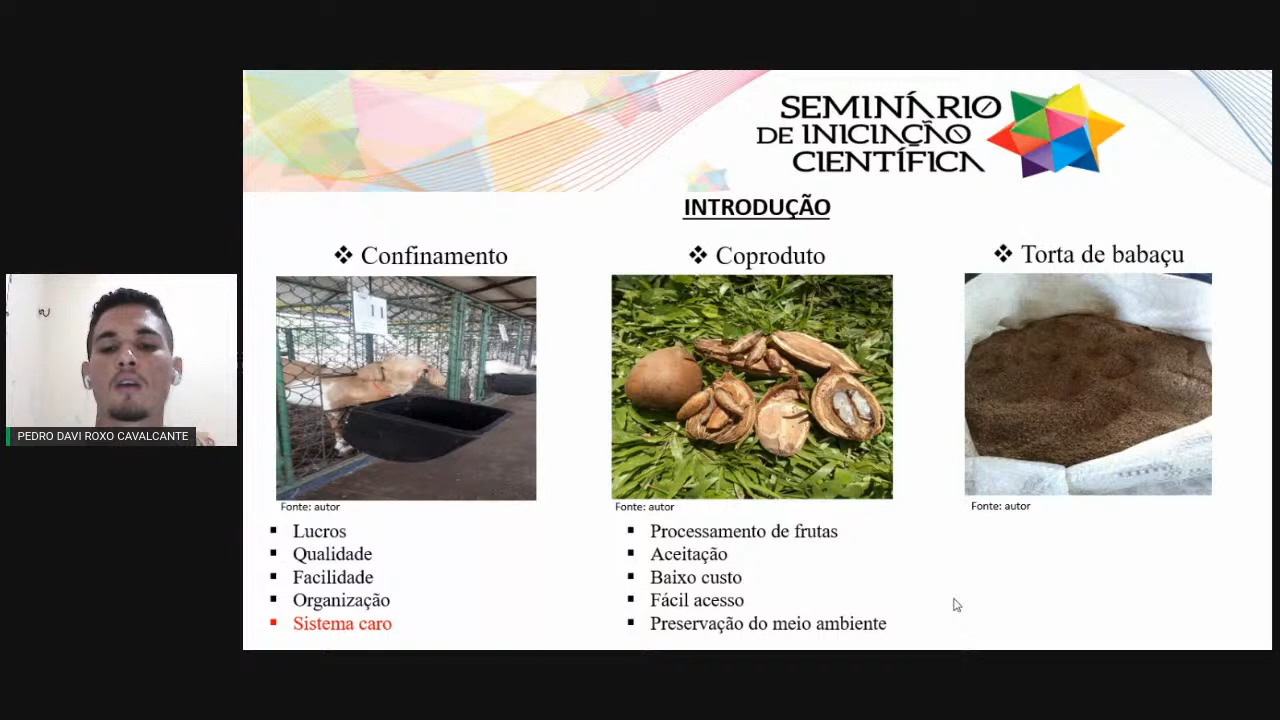 SEMINÁRIO
DE INICIAÇÃO
CIENTÍFICA
INTRODUÇÃO
❖ Confinamento
❖ Coproduto
❖ Torta de babaçu
11
PEDRO DAVI ROXO CAVALCANTE
Fonte: autor
Fonte: autor
Fonte: autor
▪ Lucros
▪ Qualidade
▪ Facilidade
▪ Organização
▪ Sistema caro
▪ Processamento de frutas
▪ Aceitação
▪ Baixo custo
▪ Fácil acesso
▪ Preservação do meio ambiente